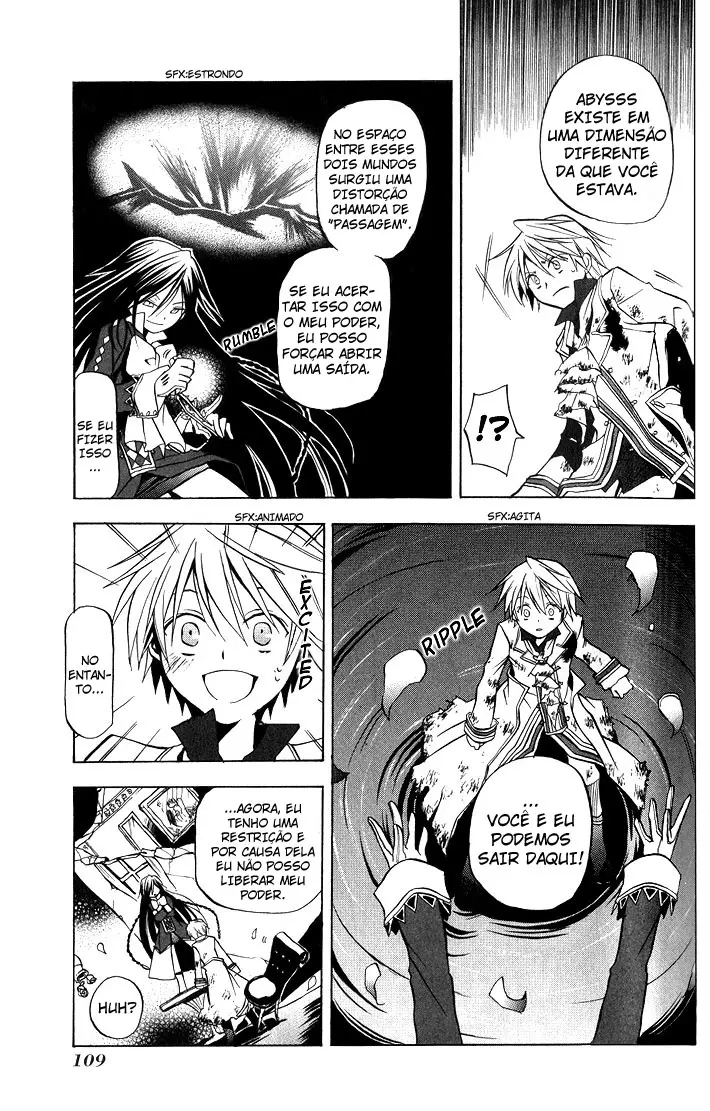 ABYSSS
EXISTE EM
UMA DIMENSÃO
DIFERENTE
DA QUE VOCÊ
ESTAVA.
!?
SFX:ESTRONDO
NO ESPAÇO
ENTRE ESSES
DOIS MUNDOS
SURGIU UMA
DISTORÇÃO
CHAMADA DE
"PASSAGEM".
SE EU ACER-
TAR ISSO COM
O MEU PODER,
EU POSSO
FORÇAR ABRIR
UMA SAÍDA.
RUMBLE
SE EU
FIZER
ISSO
...
SFX:AGITA
RIPPLE
...
VOCÊ E EU
PODEMOS
SAIR DAQUI!
SFX:ANIMADO
EXCITED
NO
ENTAN-
TO...
...AGORA, EU
TENHO UMA
RESTRIÇÃO E
POR CAUSA DELA
EU NÃO POSSO
LIBERAR MEU
PODER.
HUH?
109